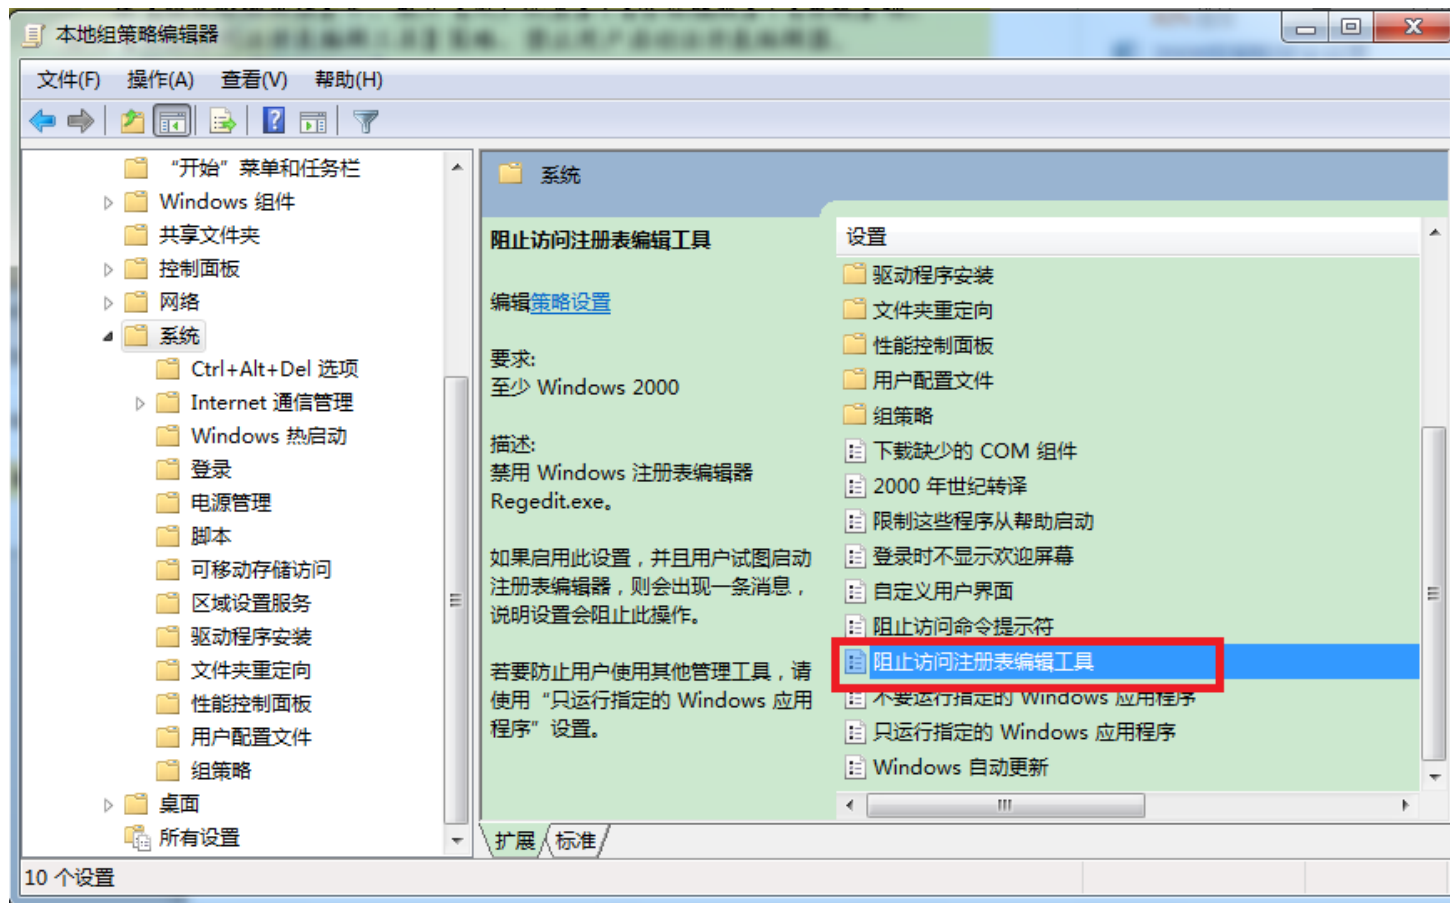 本地组策略编辑器
文件(F) 操作(A) 查看(V) 帮助(H)
“开始”菜单和任务栏
Windows 组件
共享文件夹
控制面板
网络
系统
Ctrl+Alt+Del 选项
Internet 通信管理
Windows 热启动
登录
电源管理
脚本
可移动存储访问
区域设置服务
驱动程序安装
文件夹重定向
性能控制面板
用户配置文件
组策略
桌面
所有设置
系统
阻止访问注册表编辑工具
编辑策略设置
要求:
至少 Windows 2000
描述:
禁用 Windows 注册表编辑器
Regedit.exe。
如果启用此设置，并且用户试图启动
注册表编辑器，则会出现一条消息，
说明设置会阻止此操作。
若要防止用户使用其他管理工具，请
使用“只运行指定的 Windows 应用
程序”设置。
设置
驱动程序安装
文件夹重定向
性能控制面板
用户配置文件
组策略
下载缺少的 COM 组件
2000 年世纪转译
限制这些程序从帮助启动
登录时不显示欢迎屏幕
自定义用户界面
阻止访问命令提示符
阻止访问注册表编辑工具
不要运行指定的 Windows 应用程序
只运行指定的 Windows 应用程序
Windows 自动更新
扩展 标准
10 个设置